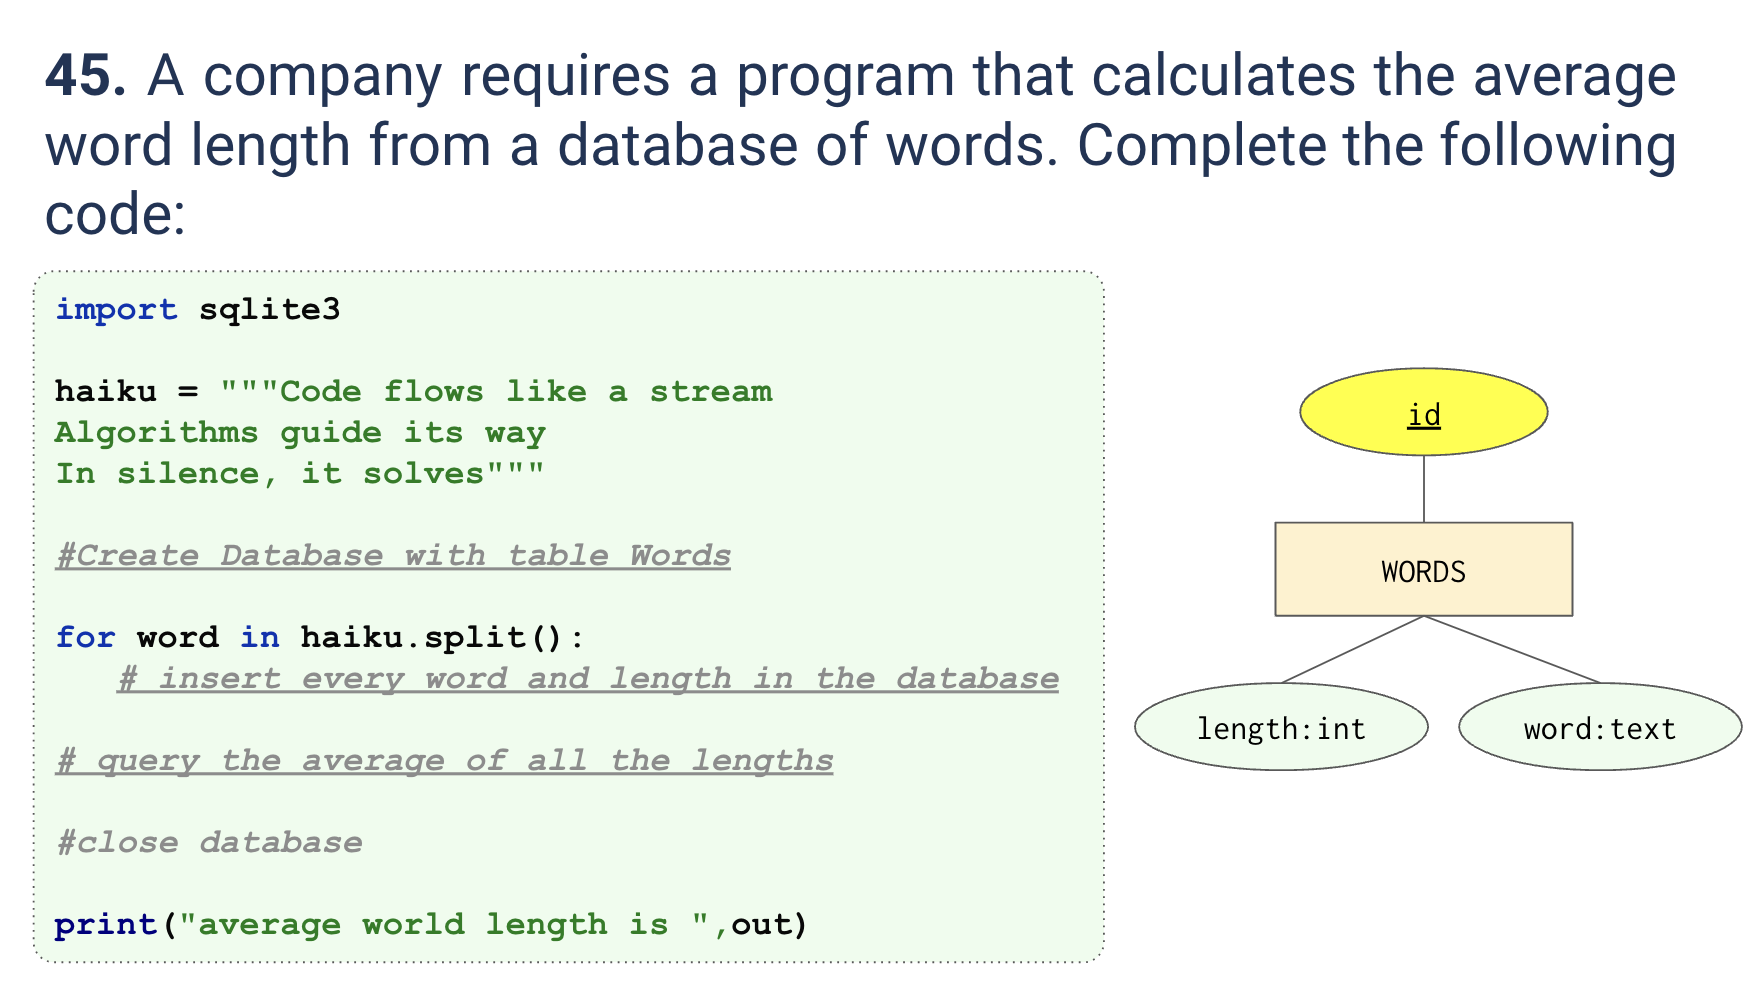 45. A company requires a program that calculates the average
word length from a database of words. Complete the following
code:
import sqlite3
haiku = """Code flows like a stream
Algorithms guide its way
In silence, it solves"""
#Create Database with table Words
for word in haiku.split():
# insert every word and length in the database
# query the average of all the lengths
#close database
print("average world length is ",out)
id
WORDS
length:int
word:text